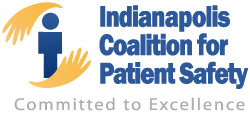 Indianapolis
Coalition for
Patient Safety
Committed to Excellence